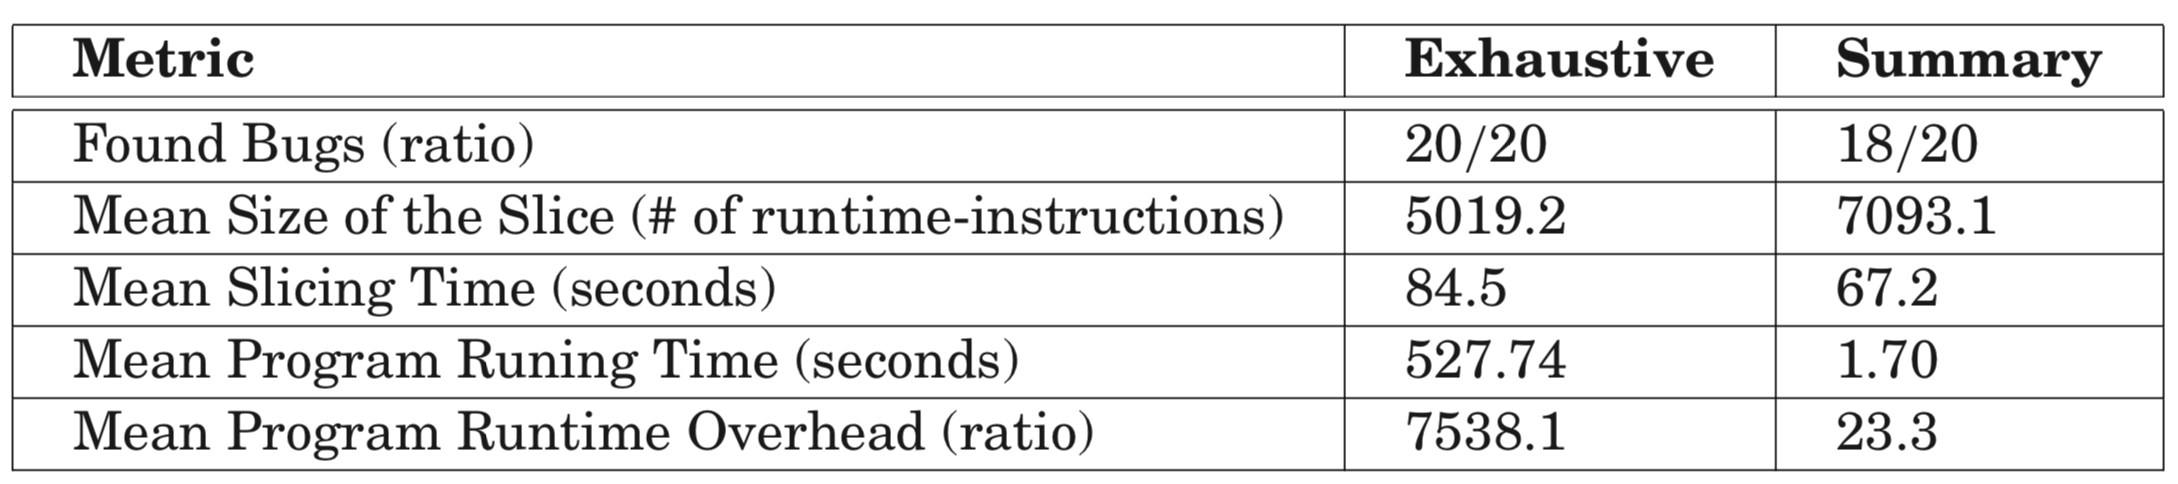 Metric Exhaustive Summary
Found Bugs (ratio) 20/20 18/20
Mean Size of the Slice (# of runtime-instructions) 5019.2 7093.1
Mean Slicing Time (seconds) 84.5 67.2
Mean Program Runing Time (seconds) 527.74 1.70
Mean Program Runtime Overhead (ratio) 7538.1 23.3